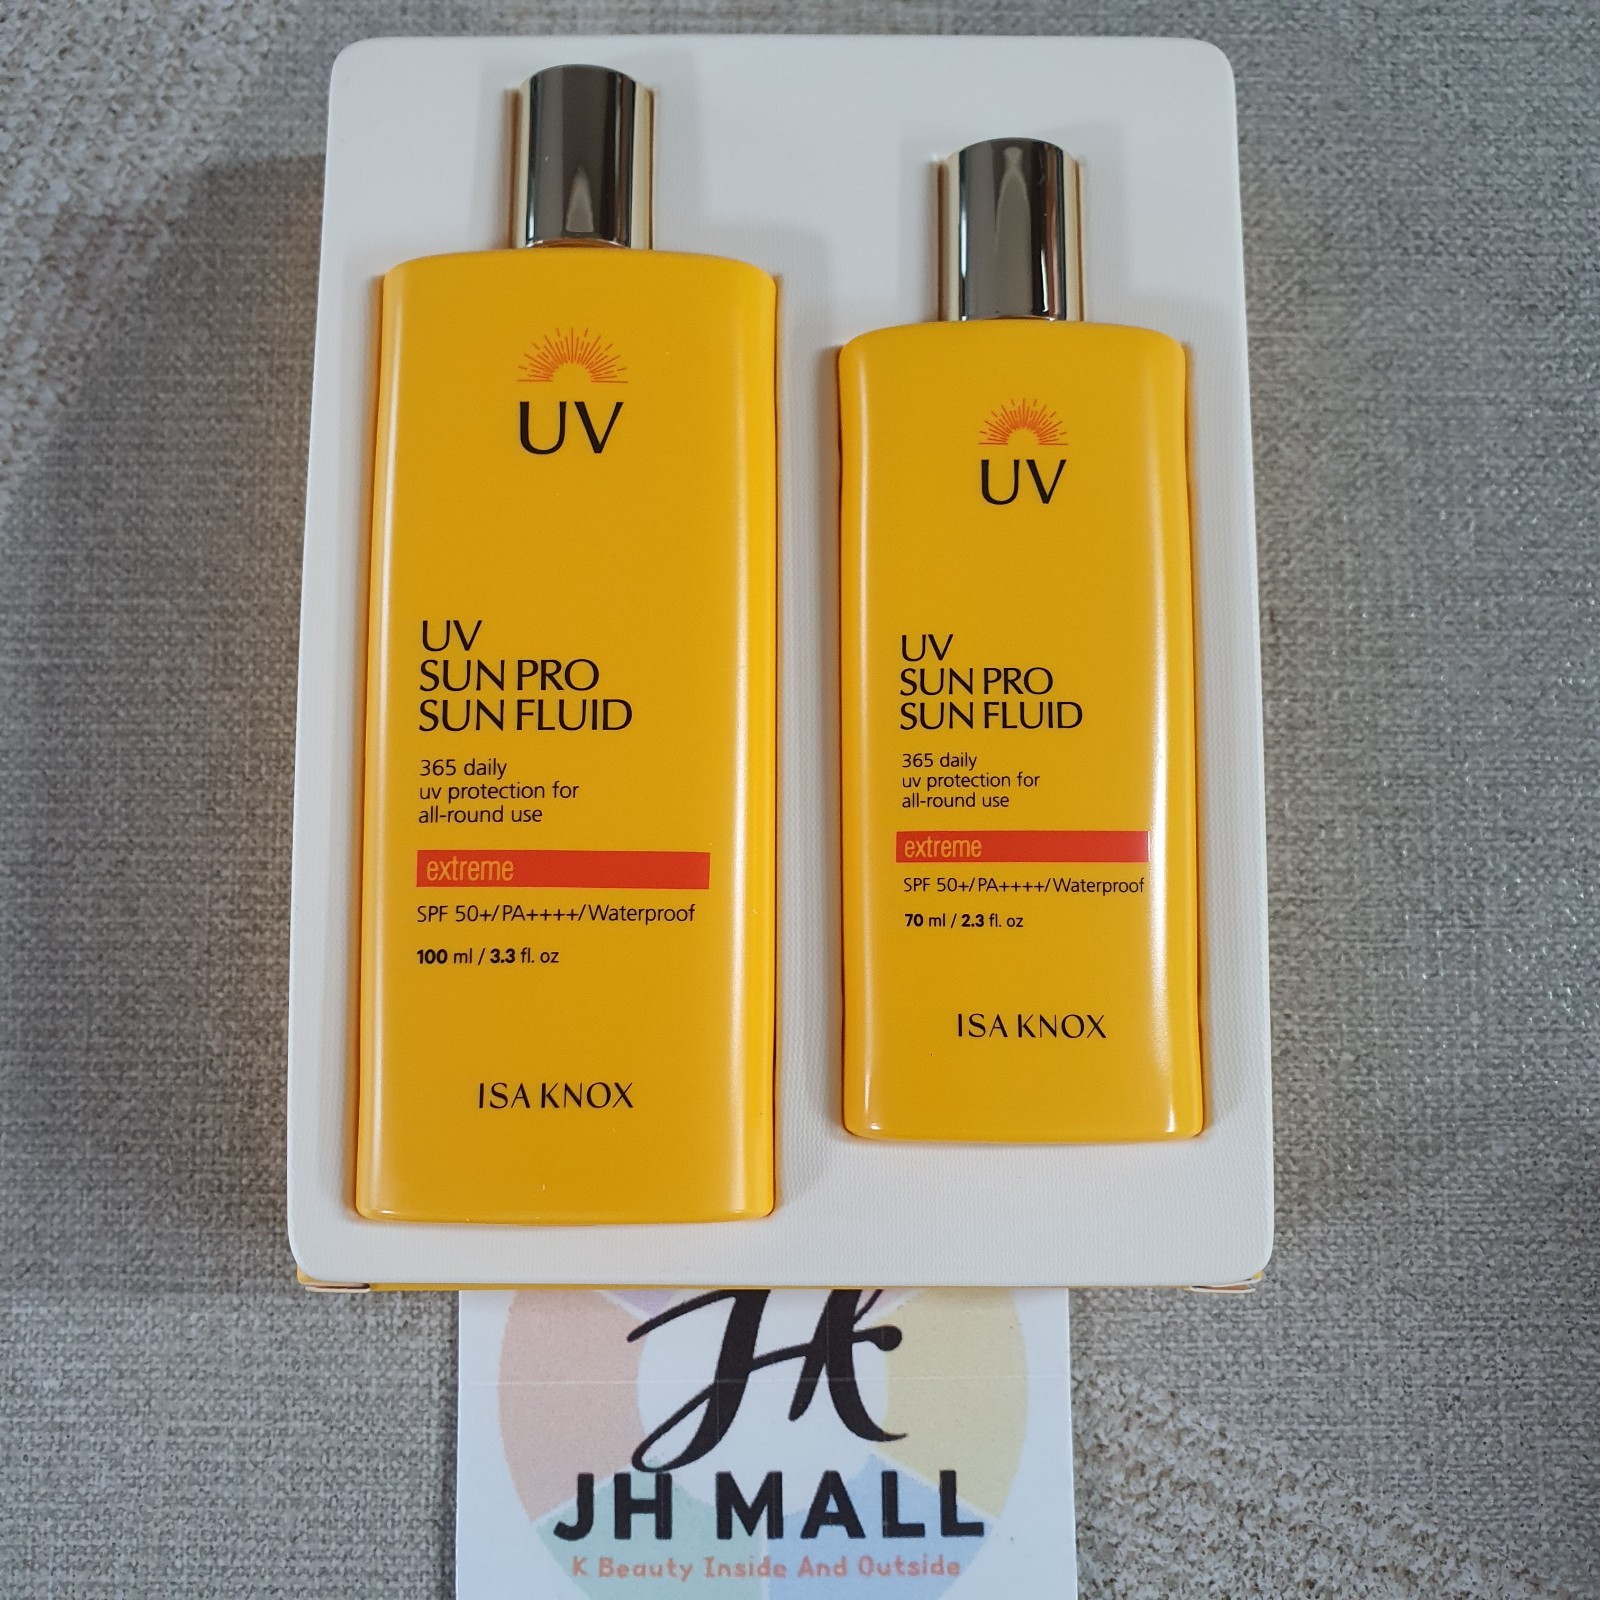 UV
UV
SUN PRO
SUN FLUID
365 daily
uv protection for
all-round use
extreme
SPF 50+/PA++++/Waterproof
100 ml / 3.3 fl. oz
ISA KNOX
UV
UV
SUN PRO
SUN FLUID
365 daily
uv protection for
all-round use
extreme
SPF 50+/PA++++/Waterproof
70 ml / 2.3 fl. oz
ISA KNOX
JH MALL
K Beauty Inside And Outside